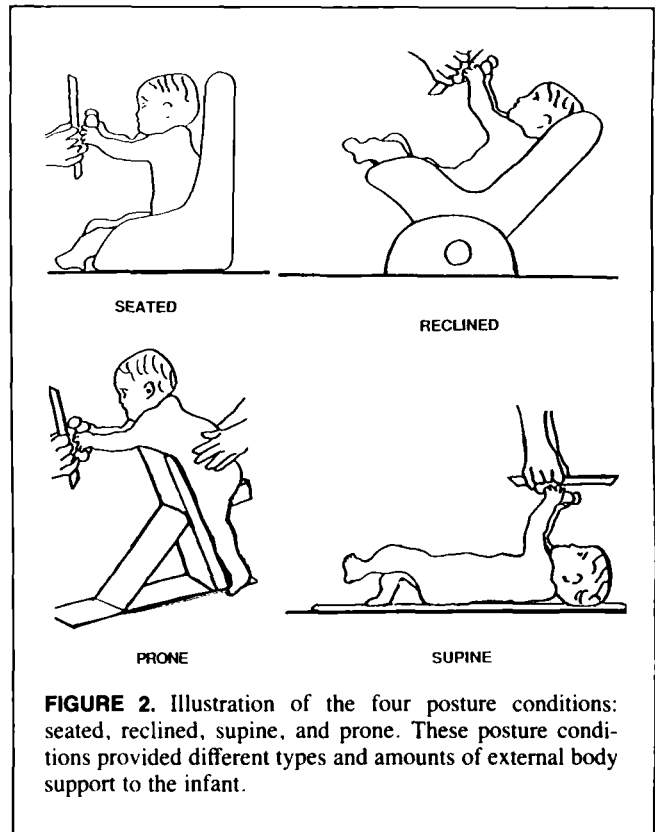 SEATED
RECLINED
PRONE
SUPINE
FIGURE 2. Illustration of the four posture conditions:
seated, reclined, supine, and prone. These posture condi-
tions provided different types and amounts of external body
support to the infant.